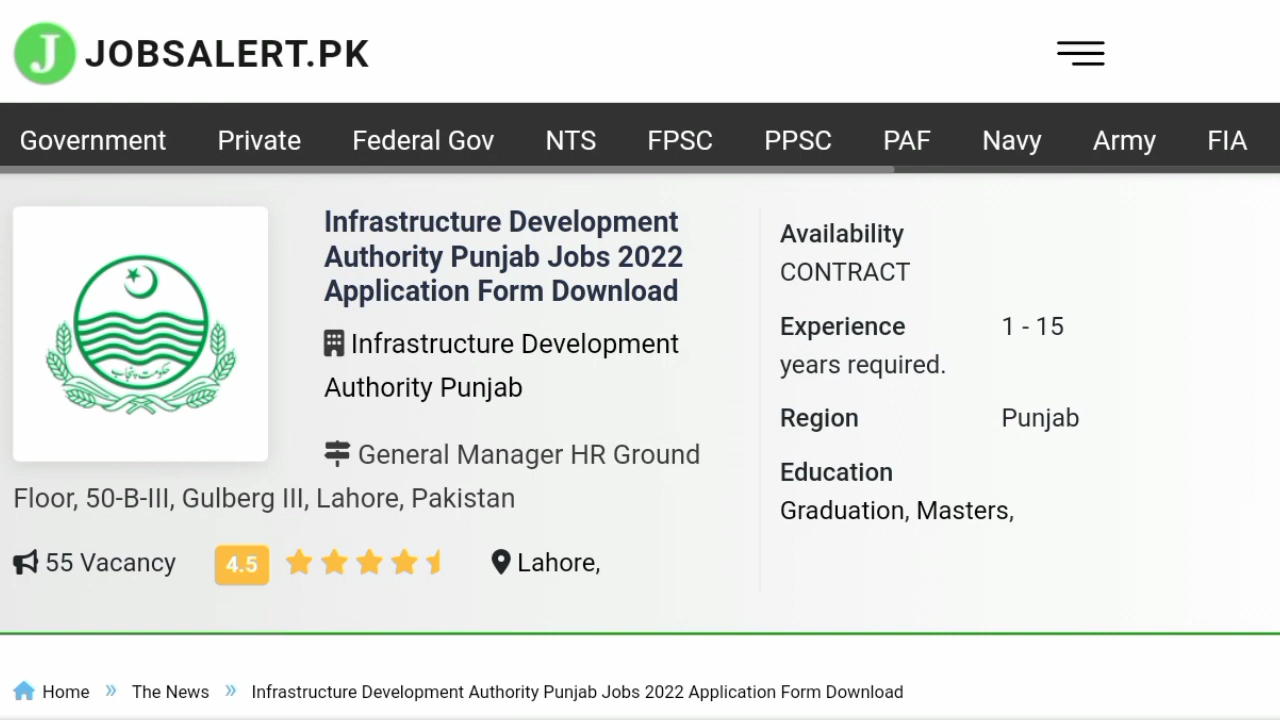 J JOBSALERT.PK
Government Private Federal Gov NTS FPSC PPSC PAF Navy Army FIA
حکومت پنجاب
Infrastructure Development
Authority Punjab Jobs 2022
Application Form Download
Infrastructure Development
Authority Punjab
General Manager HR Ground
Floor, 50-B-III, Gulberg III, Lahore, Pakistan
55 Vacancy 4.5 Lahore,
Availability
CONTRACT
Experience 1 - 15
years required.
Region Punjab
Education
Graduation, Masters,
Home » The News » Infrastructure Development Authority Punjab Jobs 2022 Application Form Download